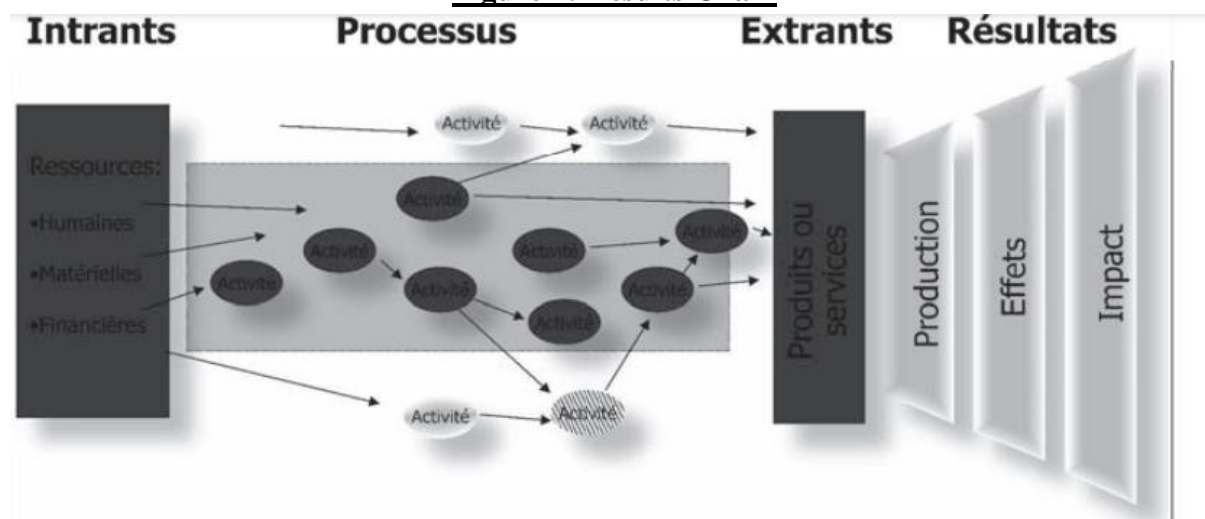 Intrants
Processus
Extrants
Résultats
Ressources:
•Humaines
•Matérielles
•Financières
Activité
Activité
Activité
Activité
Activité
Activité
Activité
Activité
Activité
Activité
Activité
Activité
Produits ou
services
Production
Effets
Impact